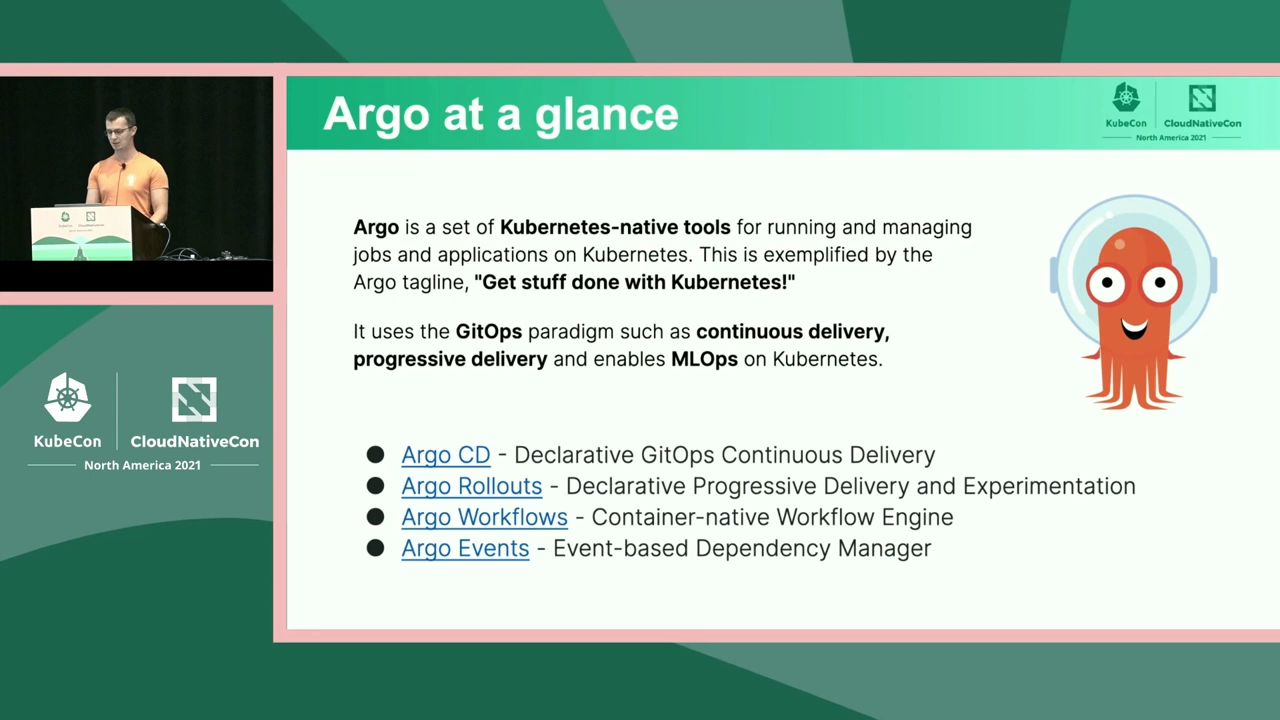 Argo at a glance
KubeCon
CloudNativeCon
North America 2021
Argo is a set of Kubernetes-native tools for running and managing
jobs and applications on Kubernetes. This is exemplified by the
Argo tagline, "Get stuff done with Kubernetes!"
It uses the GitOps paradigm such as continuous delivery,
progressive delivery and enables MLOps on Kubernetes.
● Argo CD - Declarative GitOps Continuous Delivery
● Argo Rollouts - Declarative Progressive Delivery and Experimentation
● Argo Workflows - Container-native Workflow Engine
● Argo Events - Event-based Dependency Manager
KubeCon
CloudNativeCon
North America 2021